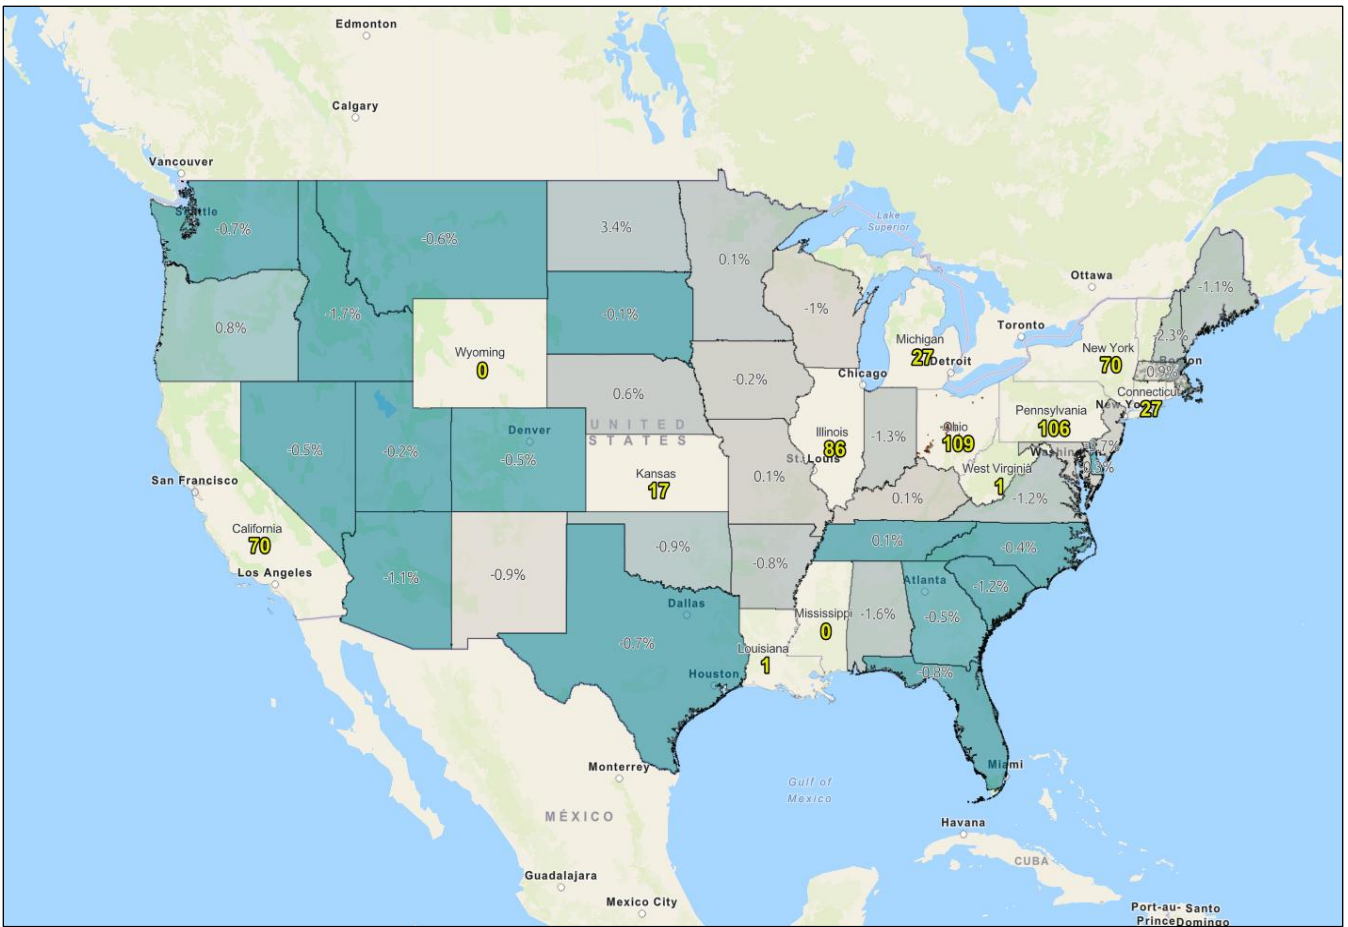 Edmonton
Calgary
Vancouver
Seattle
-0.7%
-0.6%
3.4%
0.1%
Lake
Superior
Ottawa
-1.1%
0.8%
-1.7%
-0.1%
-1%
Toronto
Michigan
27
Detroit
New York
70
-2.3%
Boston
-0.9%
Wyoming
0
Chicago
-0.2%
0.6%
Connecticut
27
New York
Pennsylvania
106
UNITED
STATES
Denver
-0.5%
-0.2%
-0.5%
Illinois
86
-1.3%
Ohio
109
St. Louis
West Virginia
1
San Francisco
Kansas
17
0.1%
0.1%
-1.2%
California
70
Los Angeles
-1.1%
-0.9%
-0.9%
-0.8%
0.1%
-0.4%
Atlanta
-1.2%
-0.5%
Dallas
-0.7%
Mississippi
0
-1.6%
Louisiana
1
Houston
-0.8%
Monterrey
Miami
Gulf of
Mexico
MÉXICO
Havana
CUBA
Guadalajara
Mexico City
Port-au-
Prince
Santo
Domingo